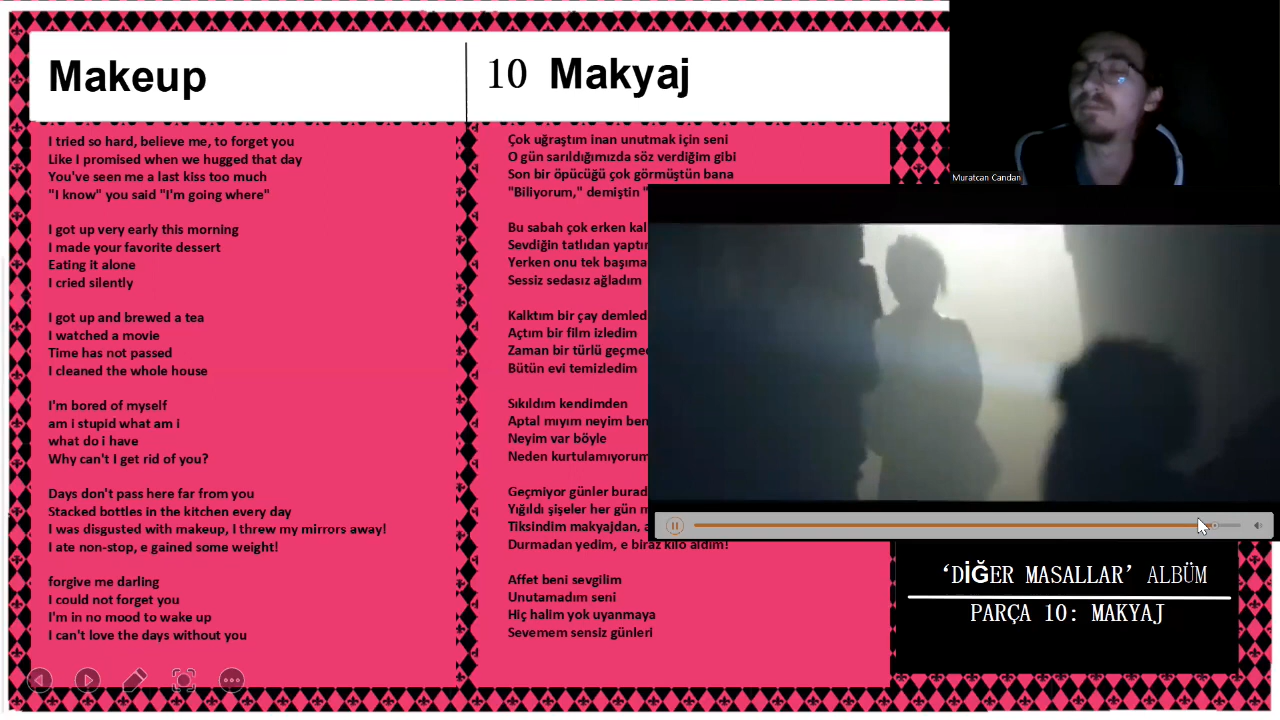 Makeup
I tried so hard, believe me, to forget you
Like I promised when we hugged that day
You've seen me a last kiss too much
"I know" you said "I'm going where"
I got up very early this morning
I made your favorite dessert
Eating it alone
I cried silently
I got up and brewed a tea
I watched a movie
Time has not passed
I cleaned the whole house
I'm bored of myself
am i stupid what am i
what do i have
Why can't I get rid of you?
Days don't pass here far from you
Stacked bottles in the kitchen every day
I was disgusted with makeup, I threw my mirrors away!
I ate non-stop, e gained some weight!
forgive me darling
I could not forget you
I'm in no mood to wake up
I can't love the days without you
10 Makyaj
Çok uğraştım inan unutmak için seni
O gün sarıldığımızda söz verdiğim gibi
Son bir öpücüğü çok görmüştün bana
"Biliyorum," demiştin "
Bu sabah çok erken kal
Sevdiğin tatlıdan yaptır
Yerken onu tek başıma
Sessiz sedasız ağladım
Kalktım bir çay demled
Açtım bir film izledim
Zaman bir türlü geçme
Bütün evi temizledim
Sıkıldım kendimden
Aptal mıyım neyim ben
Neyim var böyle
Neden kurtulamıyorum
Geçmiyor günler burad
Yığıldı şişeler her gün m
Tiksindim makyajdan, a
Durmadan yedim, e biraz kilo aldım!
Affet beni sevgilim
Unutamadım seni
Hiç halim yok uyanmaya
Sevemem sensiz günleri
Muratcan Candan
‘DİĞER MASALLAR’ ALBÜM
PARÇA 10: MAKYAJ